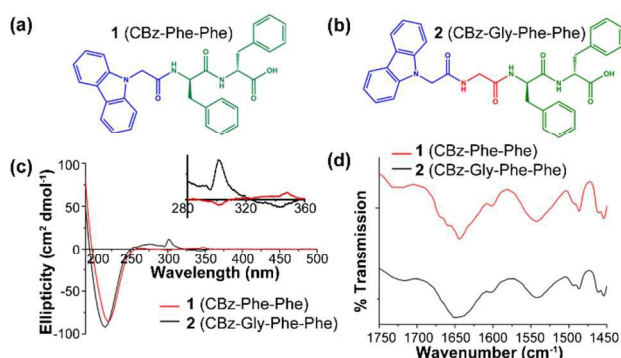 (a)
1 (CBz-Phe-Phe)
N
O
H
N
O
N
H
O
OH
(b)
2 (CBz-Gly-Phe-Phe)
N
O
N
H
O
H
N
O
N
H
O
OH
(c)
100
50
0
-50
-100
Ellipticity (cm² dmol⁻¹)
280 320 360
200 250 300 350 400 450 500
Wavelength (nm)
1 (CBz-Phe-Phe)
2 (CBz-Gly-Phe-Phe)
(d)
1 (CBz-Phe-Phe)
2 (CBz-Gly-Phe-Phe)
% Transmission
1750 1700 1650 1600 1550 1500 1450
Wavenumber (cm⁻¹)